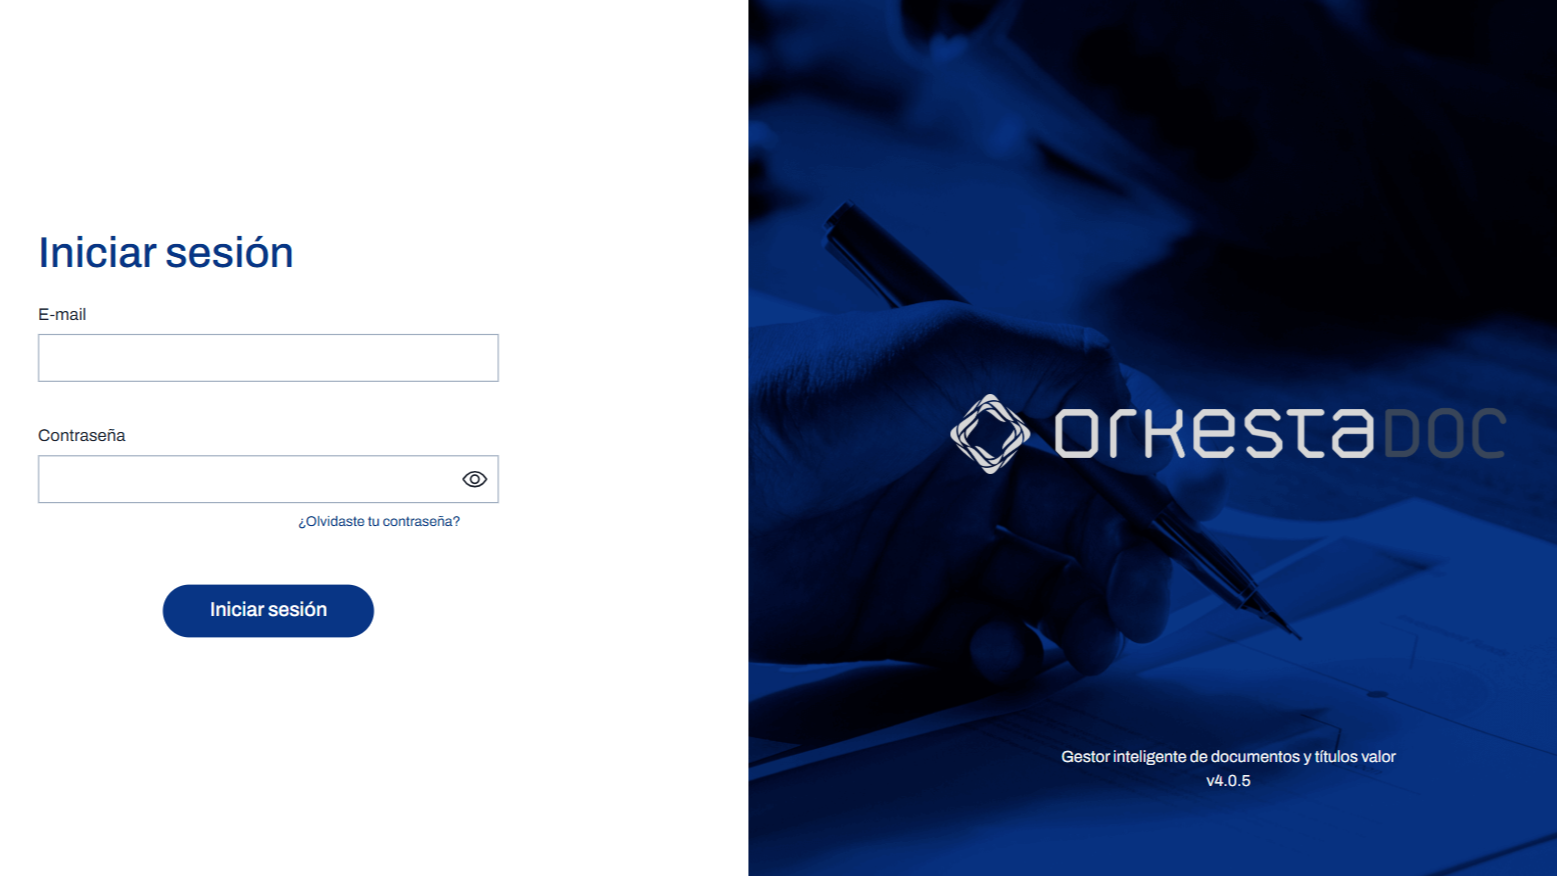 Iniciar sesión
E-mail
Contraseña
¿Olvidaste tu contraseña?
Iniciar sesión
orkestaDOC
Gestor inteligente de documentos y títulos valor
v4.0.5